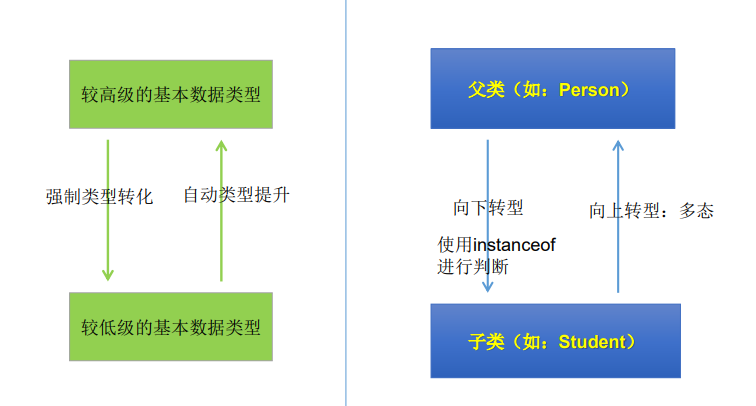 较高级的基本数据类型
强制类型转化
自动类型提升
较低级的基本数据类型
父类（如：Person）
向下转型
使用instanceof
进行判断
向上转型：多态
子类（如：Student）